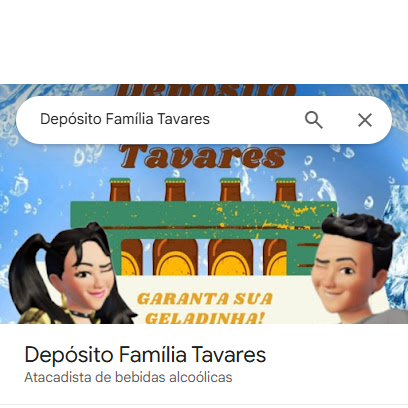 Depósito
Depósito Família Tavares
Tavares
GARANTA SUA
GELADINHA!
Depósito Família Tavares
Atacadista de bebidas alcoólicas